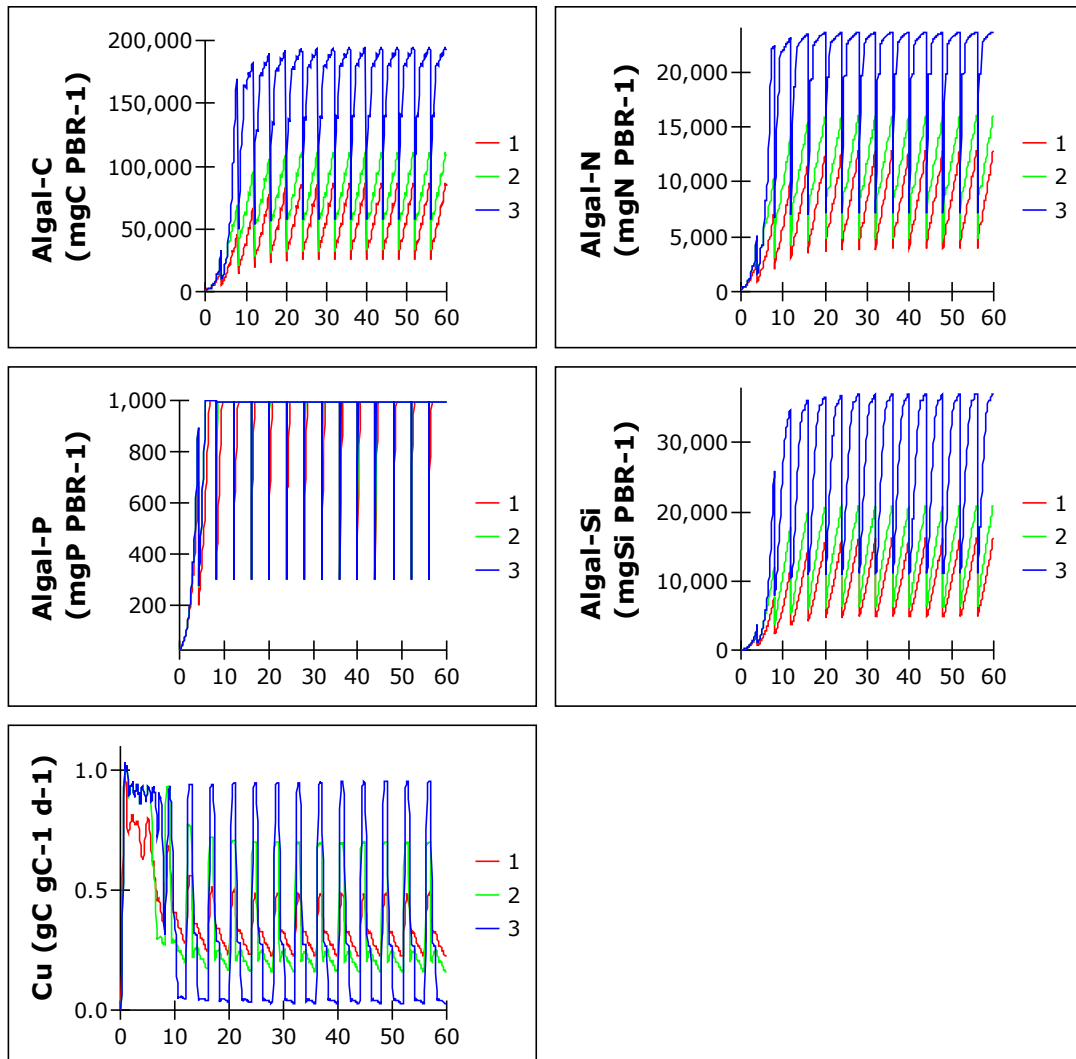 Algal-C
(mgC PBR-1)
200,000
150,000
100,000
50,000
0
0 10 20 30 40 50 60
1
2
3
Algal-N
(mgN PBR-1)
20,000
15,000
10,000
5,000
0
0 10 20 30 40 50 60
1
2
3
Algal-P
(mgP PBR-1)
1,000
800
600
400
200
0 10 20 30 40 50 60
1
2
3
Algal-Si
(mgSi PBR-1)
30,000
20,000
10,000
0
0 10 20 30 40 50 60
1
2
3
Cu (gC gC-1 d-1)
1.0
0.5
0.0
0 10 20 30 40 50 60
1
2
3